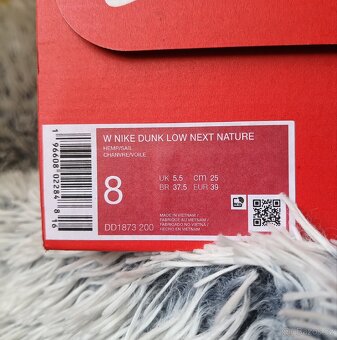 W NIKE DUNK LOW NEXT NATURE
HEMP/SAIL
CHANVRE/VOILE
8
UK 5.5 cm 25
BR 37.5 EUR 39
MADE IN VIETNAM /
FABRIQUÉ AU VIETNAM /
FABRICADO NO VIETNÃ /
HECHO EN VIETNAM
DD1873 200
1 96608 02284 8 16